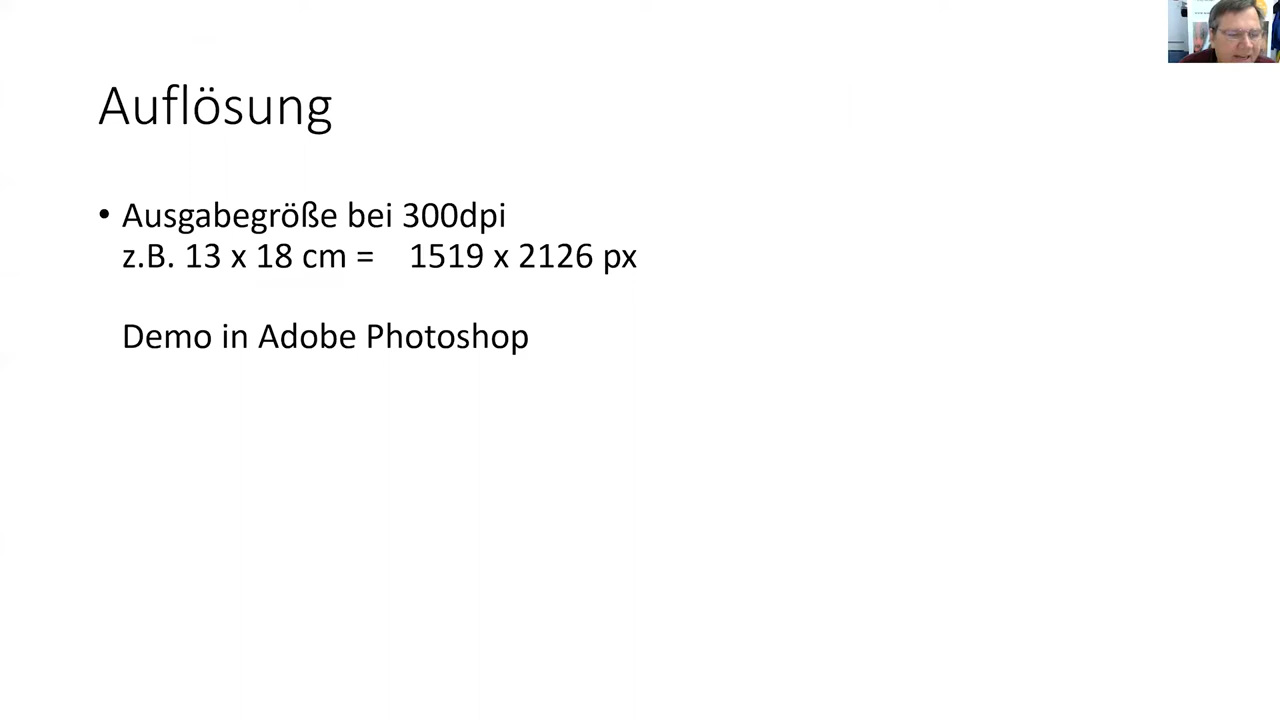 Auflösung
• Ausgabegröße bei 300dpi
z.B. 13 x 18 cm = 1519 x 2126 px
Demo in Adobe Photoshop